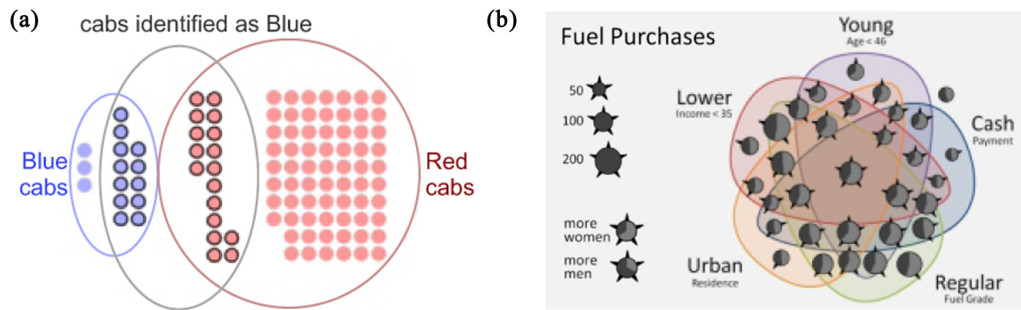 (a)
cabs identified as Blue
Blue
cabs
Red
cabs
(b)
Fuel Purchases
50
100
200
more
women
more
men
Young
Age < 46
Lower
Income < 35
Cash
Payment
Urban
Residence
Regular
Fuel Grade